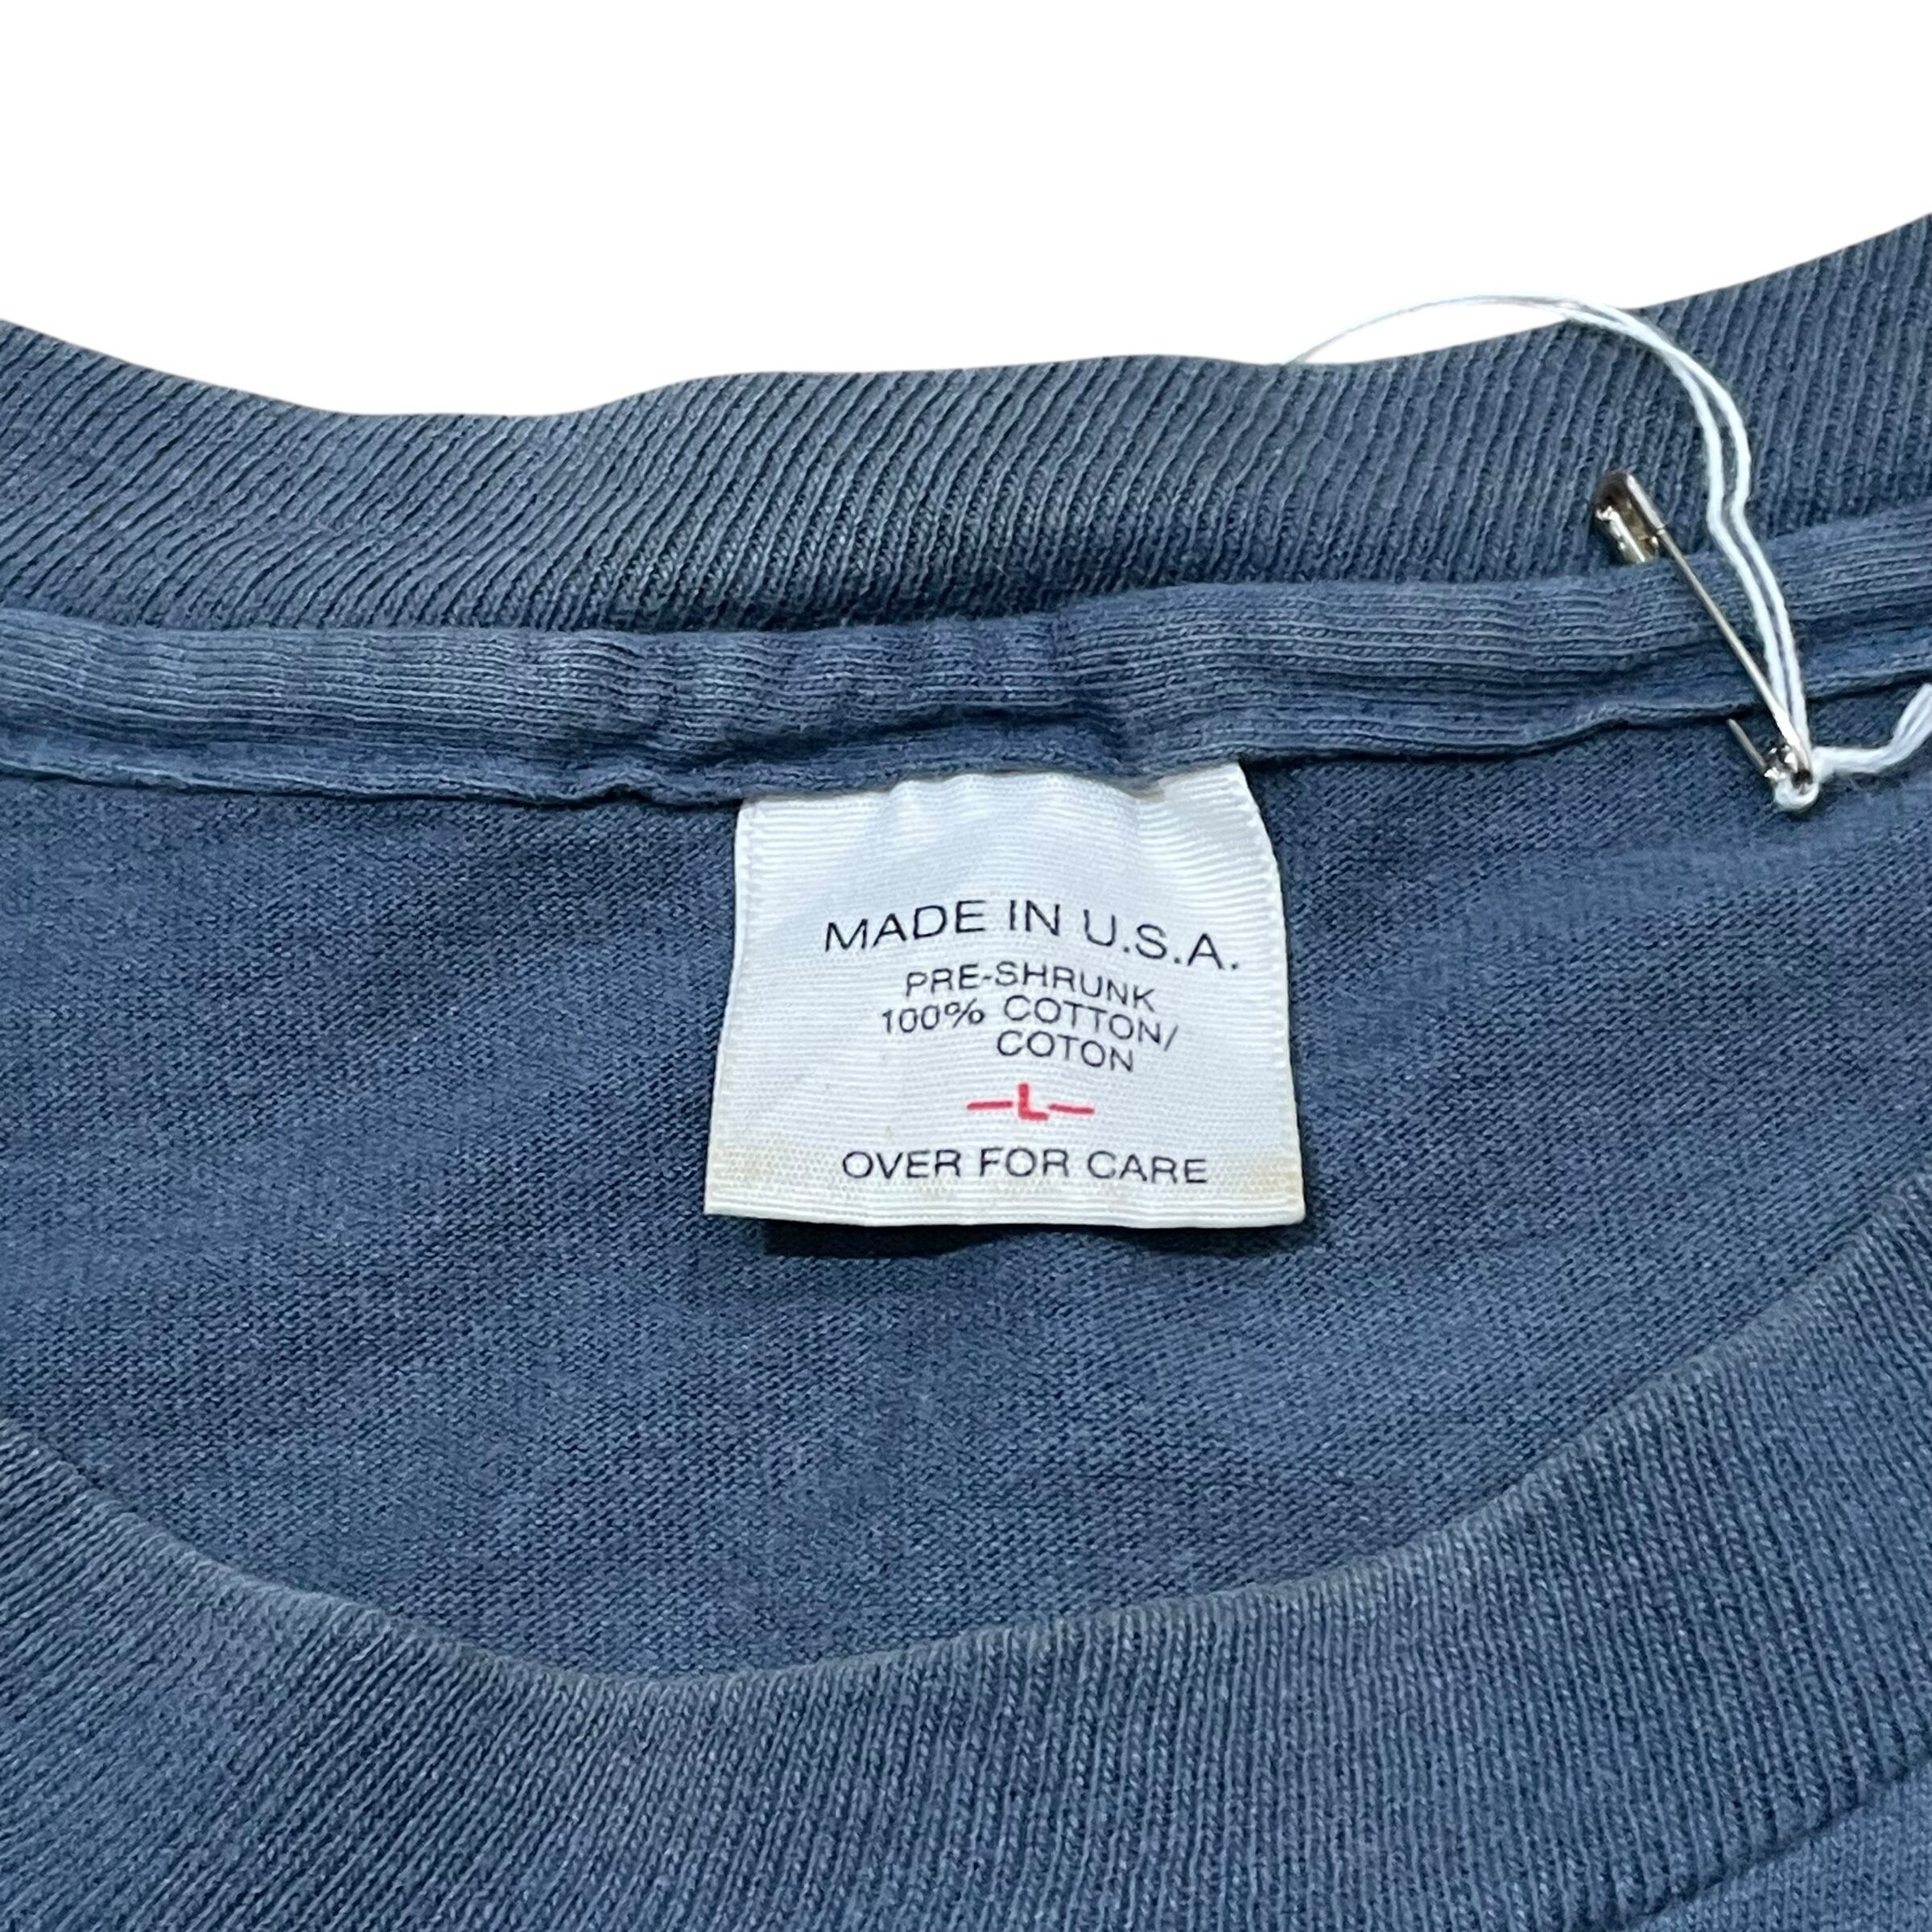 MADE IN U.S.A.
PRE-SHRUNK
100% COTTON/
COTON
—L—
OVER FOR CARE